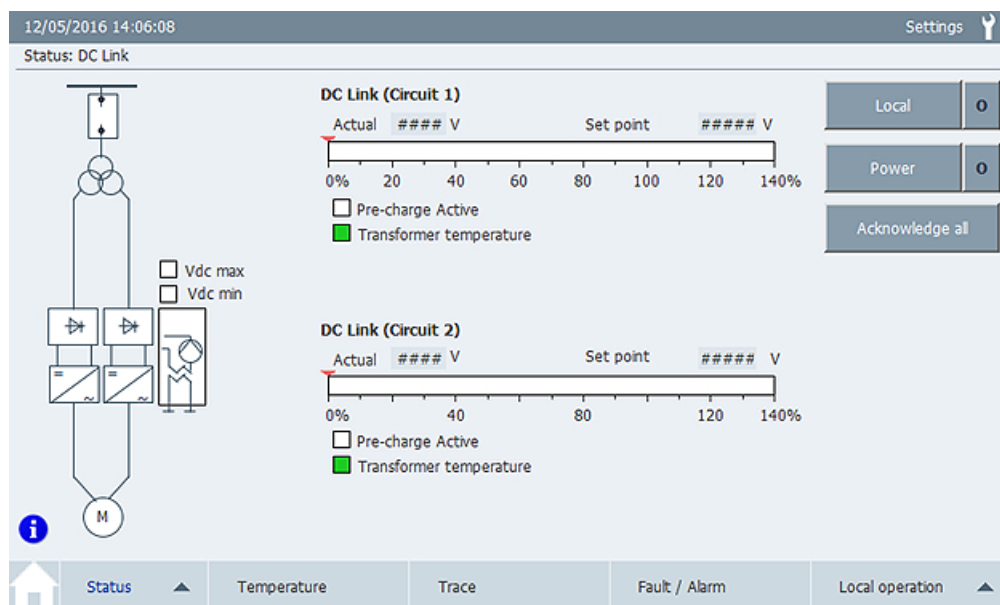 12/05/2016 14:06:08 Settings
Status: DC Link
DC Link (Circuit 1)
Actual #### V Set point ##### V
0% 20 40 60 80 100 120 140%
Pre-charge Active
Transformer temperature
Local O
Power O
Acknowledge all
Vdc max
Vdc min
= ~ = ~
DC Link (Circuit 2)
Actual #### V Set point ##### V
0% 40 80 120 140%
Pre-charge Active
Transformer temperature
M
i
Status Temperature Trace Fault / Alarm Local operation